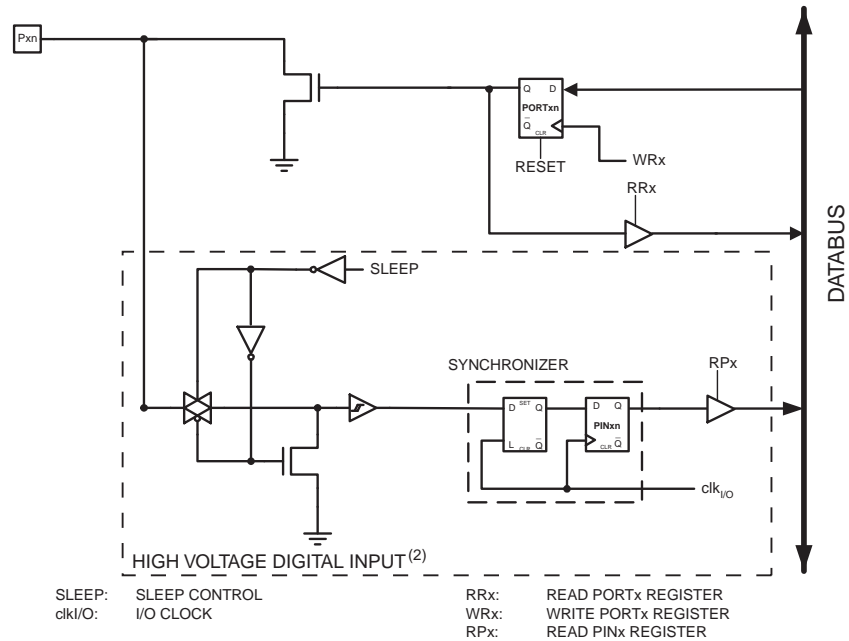 Pxn
Q D
PORTxn
Q
CLR
RESET
WRx
RRx
DATABUS
SLEEP
SYNCHRONIZER
RPx
D SET Q
L CLR Q
D Q
PINxn
CLR Q
clkI/O
HIGH VOLTAGE DIGITAL INPUT(2)
SLEEP: SLEEP CONTROL
clkI/O: I/O CLOCK
RRx: READ PORTx REGISTER
WRx: WRITE PORTx REGISTER
RPx: READ PINx REGISTER